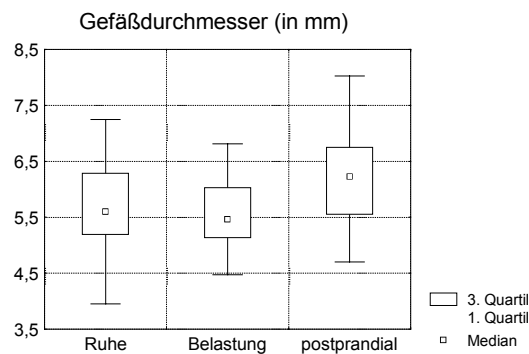 Gefäßdurchmesser (in mm)
8,5
7,5
6,5
5,5
4,5
3,5
Ruhe Belastung postprandial
3. Quartil
1. Quartil
Median